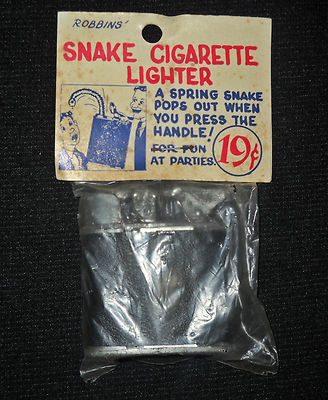 ROBBINS'
SNAKE CIGARETTE
LIGHTER
A SPRING SNAKE
POPS OUT WHEN
YOU PRESS THE
HANDLE!
FOR FUN
AT PARTIES.
19¢